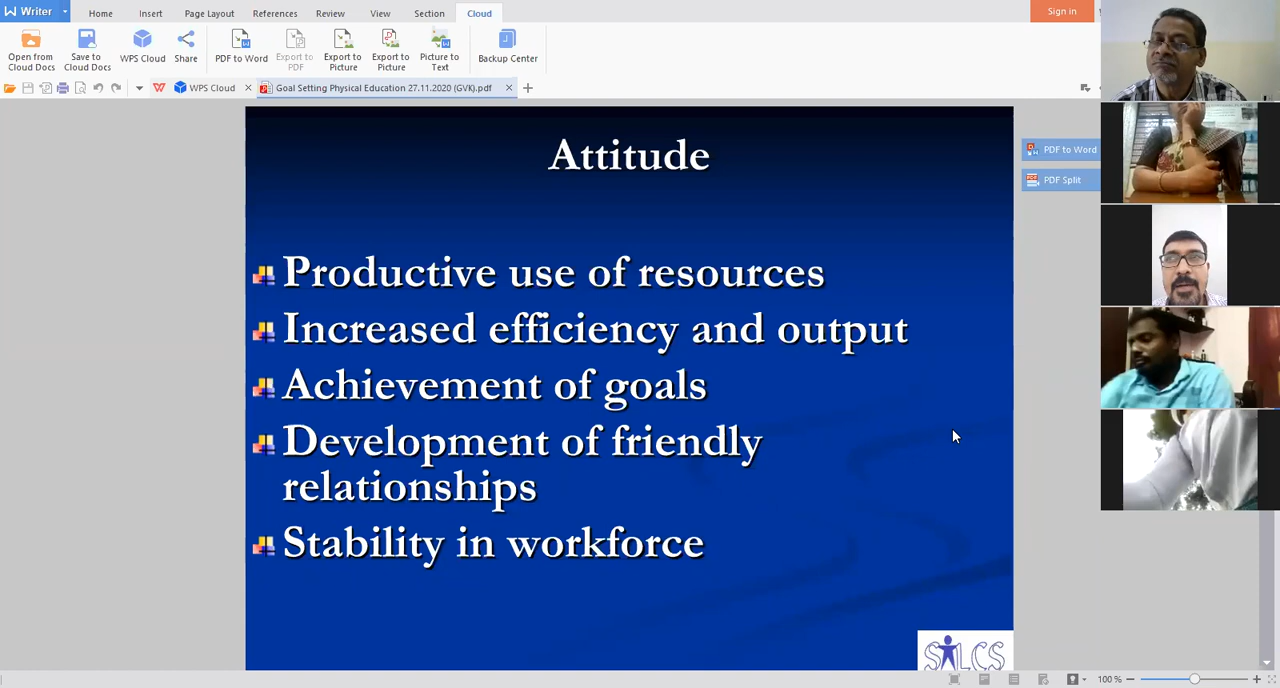 Writer
Home Insert Page Layout References Review View Section Cloud
Sign in
Open from Cloud Docs
Save to Cloud Docs
WPS Cloud
Share
PDF to Word
Export to PDF
Export to Picture
Export to Picture
Picture to Text
Backup Center
WPS Cloud
Goal Setting Physical Education 27.11.2020 (GVK).pdf
PDF to Word
PDF Split
Attitude
Productive use of resources
Increased efficiency and output
Achievement of goals
Development of friendly
relationships
Stability in workforce
100 %